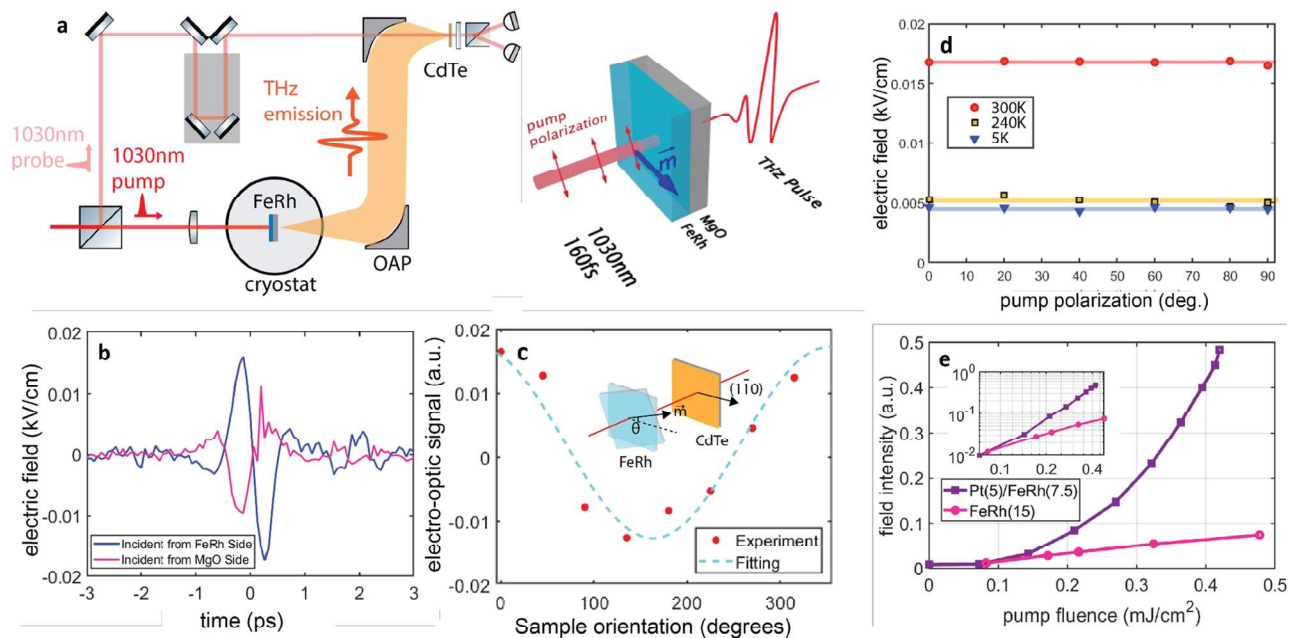 a
1030nm
probe
1030nm
pump
THz
emission
FeRh
cryostat
OAP
CdTe
pump
polarization
E
MgO
FeRh
1030nm
160fs
THz Pulse
b
electric field (kV/cm)
0.02
0.01
0
-0.01
-0.02
Incident from FeRh Side
Incident from MgO Side
-3
-2
-1
0
1
2
3
time (ps)
c
electro-optic signal (a.u.)
0.02
0.01
0
-0.01
-0.02
FeRh
θ
m
CdTe
(11̄0)
Experiment
Fitting
0
100
200
300
Sample orientation (degrees)
d
electric field (kV/cm)
0.02
0.015
0.01
0.005
0
300K
240K
5K
0
20
40
60
80
90
pump polarization (deg.)
e
field intensity (a.u.)
0.5
0.4
0.3
0.2
0.1
0
10⁰
10⁻¹
10⁻²
0.1
0.2
0.4
Pt(5)/FeRh(7.5)
FeRh(15)
0
0.1
0.2
0.3
0.4
0.5
pump fluence (mJ/cm²)